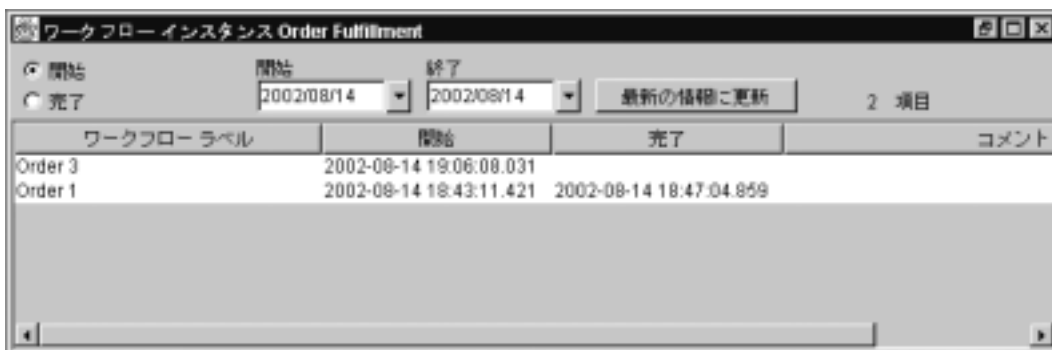 ワークフロー インスタンス Order Fulfillment
開始
完了
開始
終了
2002/08/14
2002/08/14
最新の情報に更新
2 項目
ワークフロー ラベル 開始 完了 コメント
Order 3 2002-08-14 19:06:08.031
Order 1 2002-08-14 18:43:11.421 2002-08-14 18:47:04.859